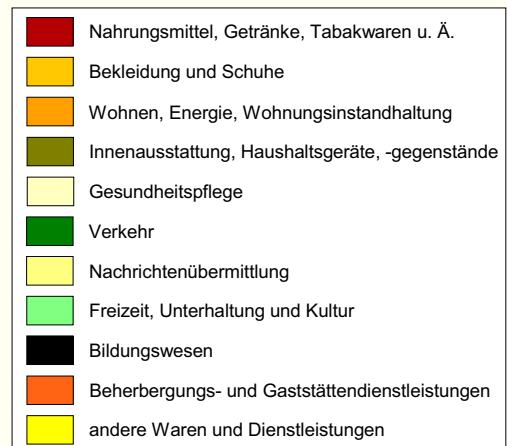 Nahrungsmittel, Getränke, Tabakwaren u. Ä.
Bekleidung und Schuhe
Wohnen, Energie, Wohnungsinstandhaltung
Innenausstattung, Haushaltsgeräte, -gegenstände
Gesundheitspflege
Verkehr
Nachrichtenübermittlung
Freizeit, Unterhaltung und Kultur
Bildungswesen
Beherbergungs- und Gaststättendienstleistungen
andere Waren und Dienstleistungen